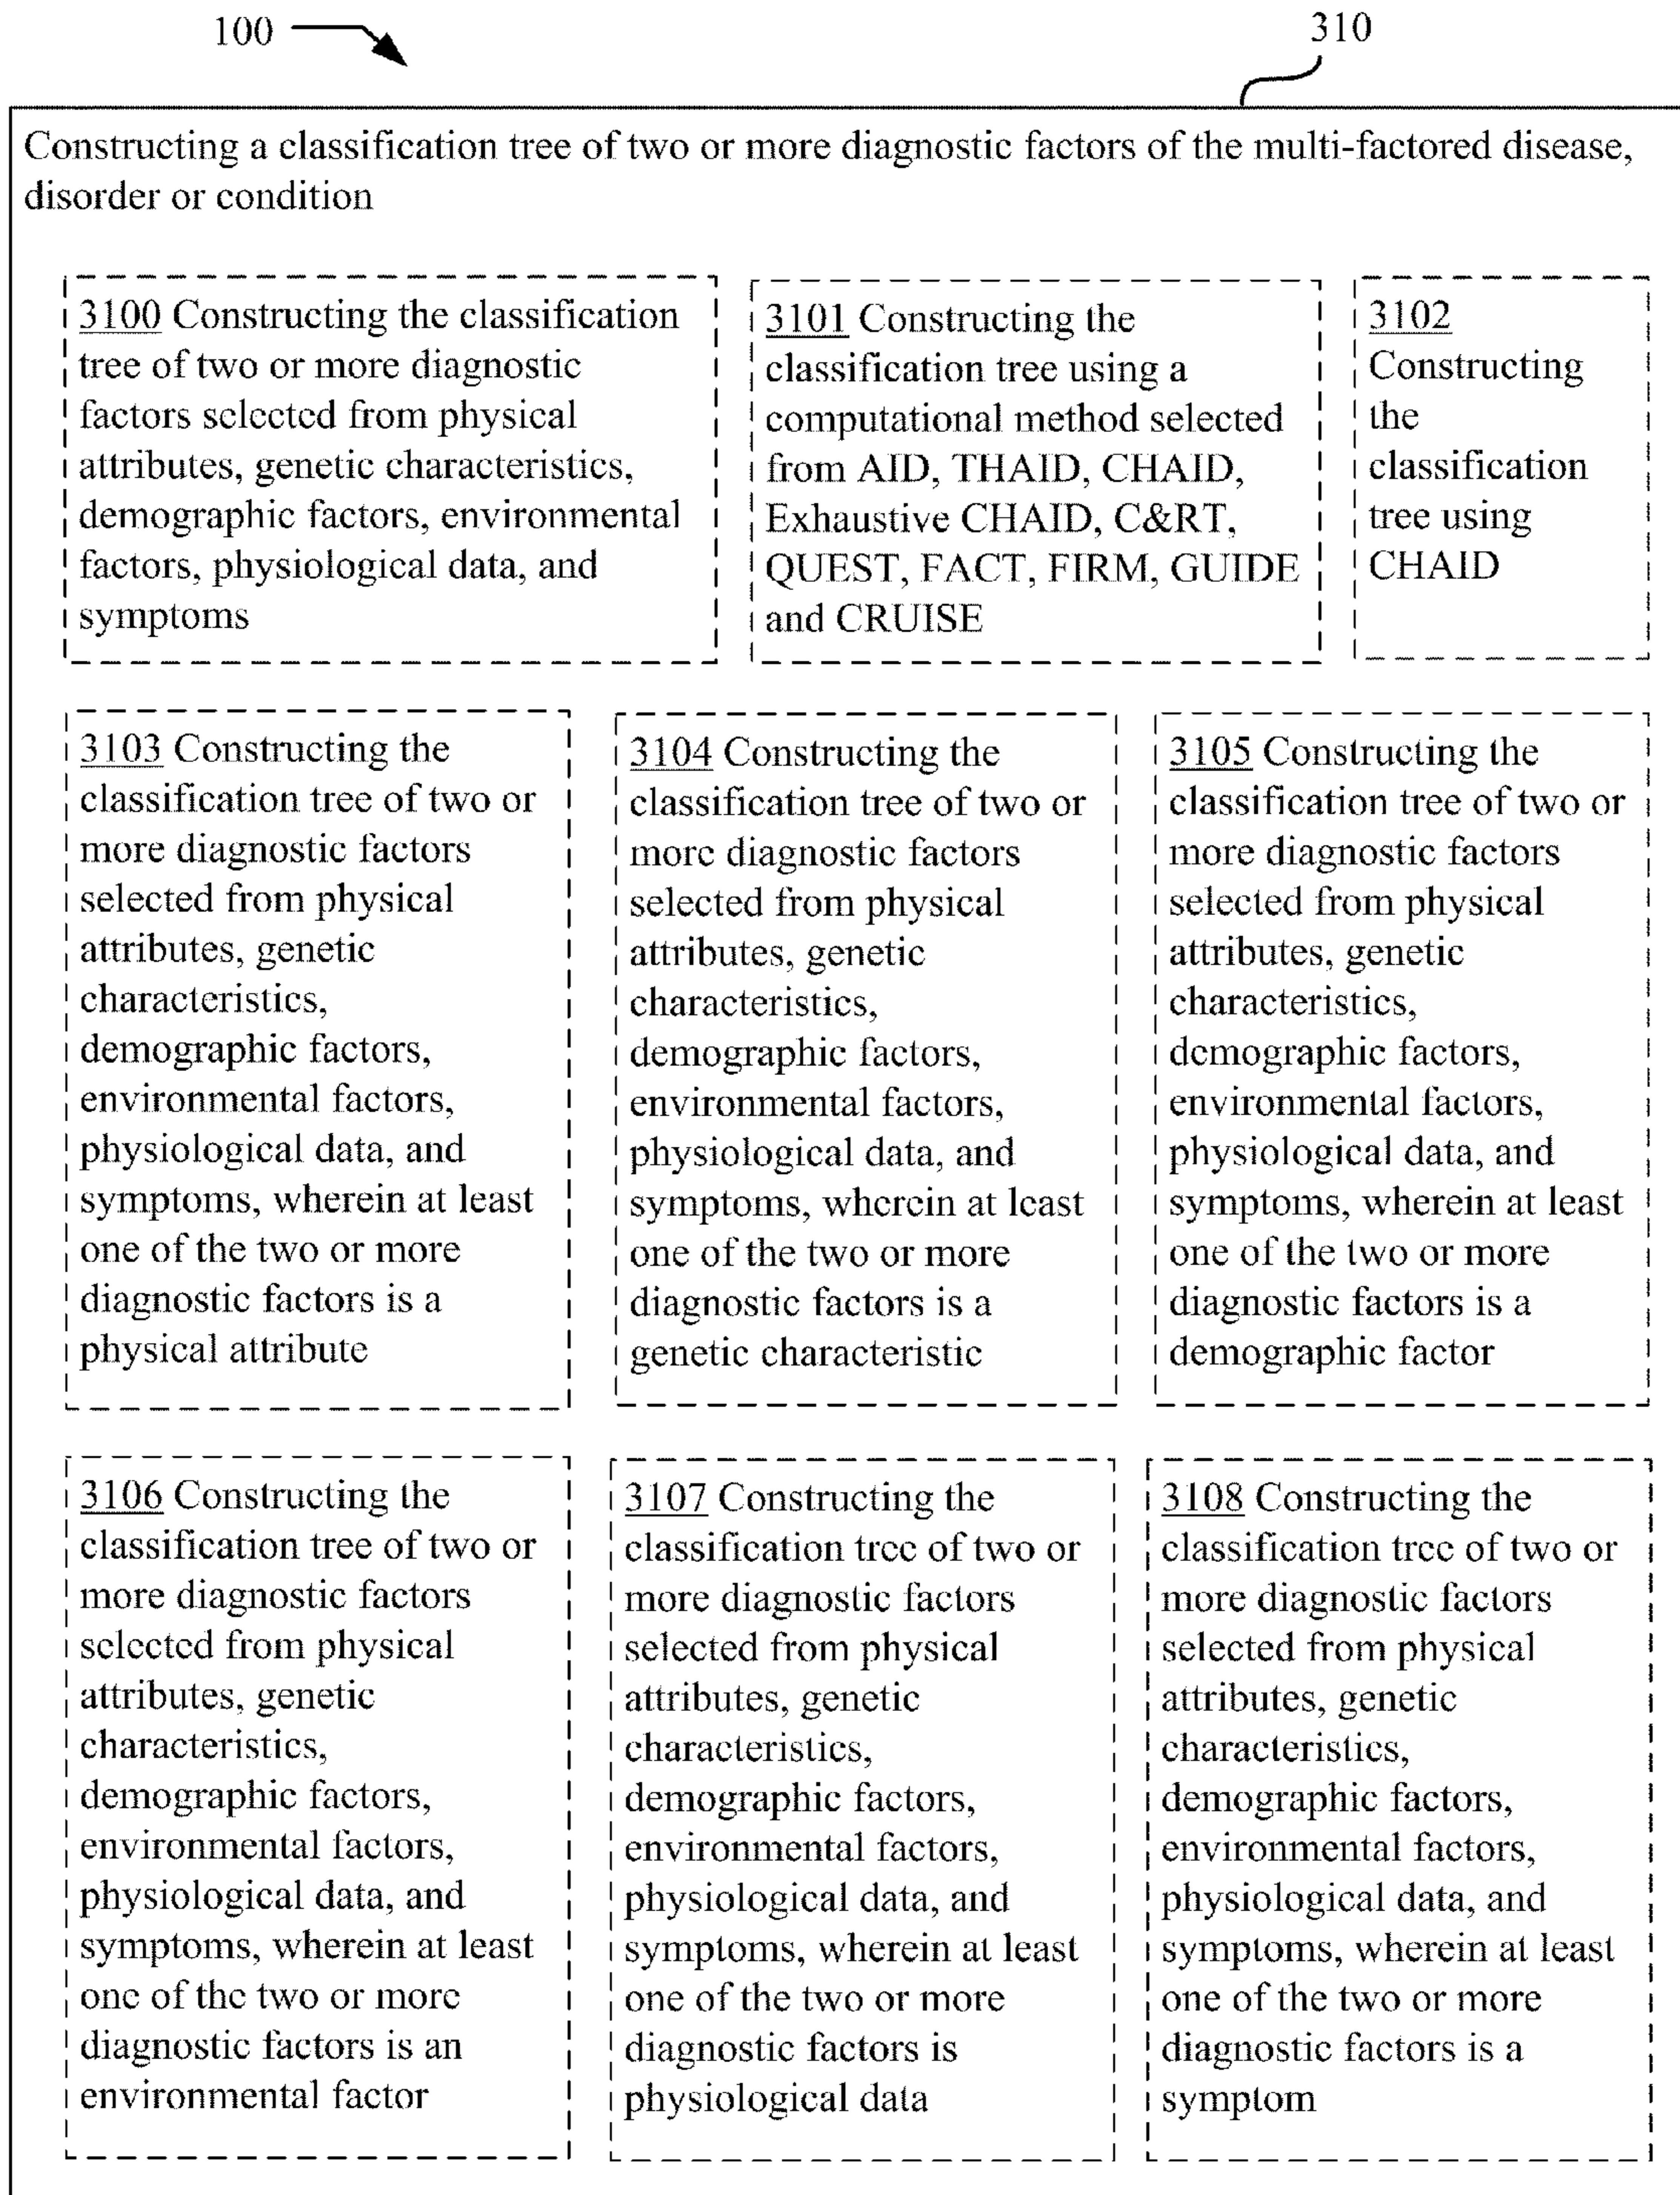 100
310
Constructing a classification tree of two or more diagnostic factors of the multi-factored disease,
disorder or condition
3100 Constructing the classification
tree of two or more diagnostic
factors selected from physical
attributes, genetic characteristics,
demographic factors, environmental
factors, physiological data, and
symptoms
3101 Constructing the
classification tree using a
computational method selected
from AID, THAID, CHAID,
Exhaustive CHAID, C&RT,
QUEST, FACT, FIRM, GUIDE
and CRUISE
3102
Constructing
the
classification
tree using
CHAID
3103 Constructing the
classification tree of two or
more diagnostic factors
selected from physical
attributes, genetic
characteristics,
demographic factors,
environmental factors,
physiological data, and
symptoms, wherein at least
one of the two or more
diagnostic factors is a
physical attribute
3104 Constructing the
classification tree of two or
more diagnostic factors
selected from physical
attributes, genetic
characteristics,
demographic factors,
environmental factors,
physiological data, and
symptoms, wherein at least
one of the two or more
diagnostic factors is a
genetic characteristic
3105 Constructing the
classification tree of two or
more diagnostic factors
selected from physical
attributes, genetic
characteristics,
demographic factors,
environmental factors,
physiological data, and
symptoms, wherein at least
one of the two or more
diagnostic factors is a
demographic factor
3106 Constructing the
classification tree of two or
more diagnostic factors
selected from physical
attributes, genetic
characteristics,
demographic factors,
environmental factors,
physiological data, and
symptoms, wherein at least
one of the two or more
diagnostic factors is an
environmental factor
3107 Constructing the
classification tree of two or
more diagnostic factors
selected from physical
attributes, genetic
characteristics,
demographic factors,
environmental factors,
physiological data, and
symptoms, wherein at least
one of the two or more
diagnostic factors is
physiological data
3108 Constructing the
classification tree of two or
more diagnostic factors
selected from physical
attributes, genetic
characteristics,
demographic factors,
environmental factors,
physiological data, and
symptoms, wherein at least
one of the two or more
diagnostic factors is a
symptom